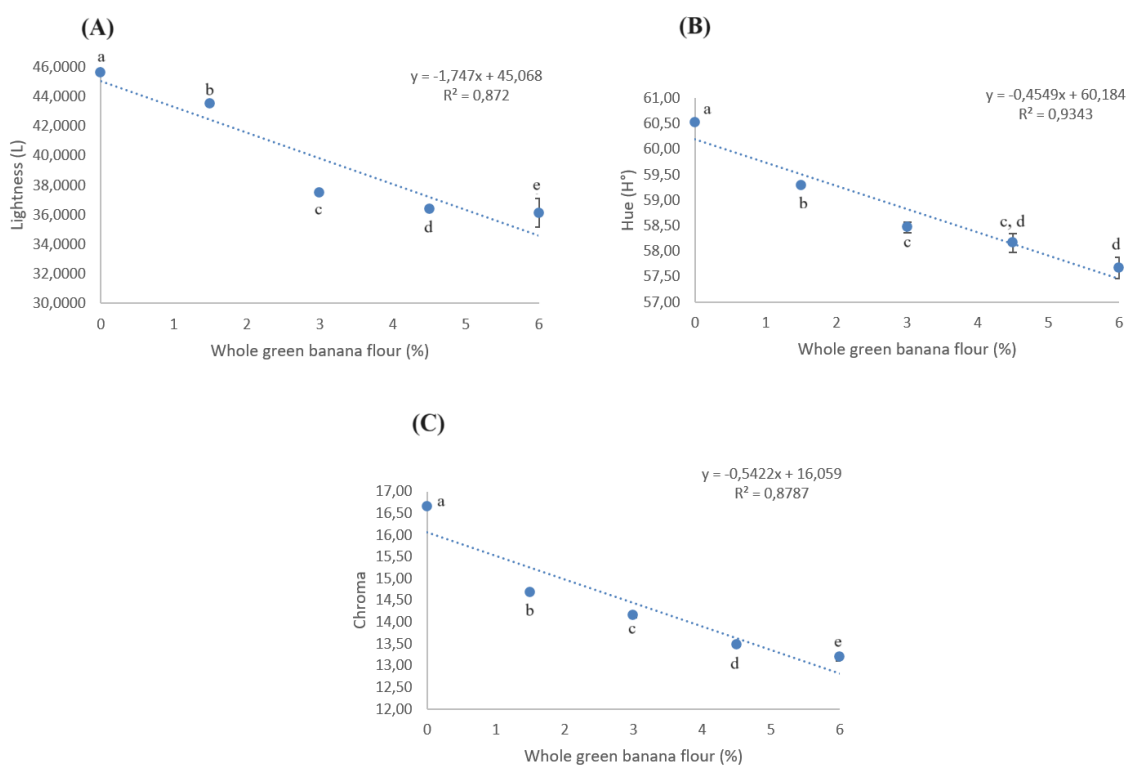 (A)
y = -1,747x + 45,068
R² = 0,872
Lightness (L)
46,0000
44,0000
42,0000
40,0000
38,0000
36,0000
34,0000
32,0000
30,0000
a
b
c
d
e
0 1 2 3 4 5 6
Whole green banana flour (%)
(B)
y = -0,4549x + 60,184
R² = 0,9343
Hue (H°)
61,00
60,50
60,00
59,50
59,00
58,50
58,00
57,50
57,00
a
b
c
c, d
d
0 1 2 3 4 5 6
Whole green banana flour (%)
(C)
y = -0,5422x + 16,059
R² = 0,8787
Chroma
17,00
16,50
16,00
15,50
15,00
14,50
14,00
13,50
13,00
12,50
12,00
a
b
c
d
e
0 1 2 3 4 5 6
Whole green banana flour (%)